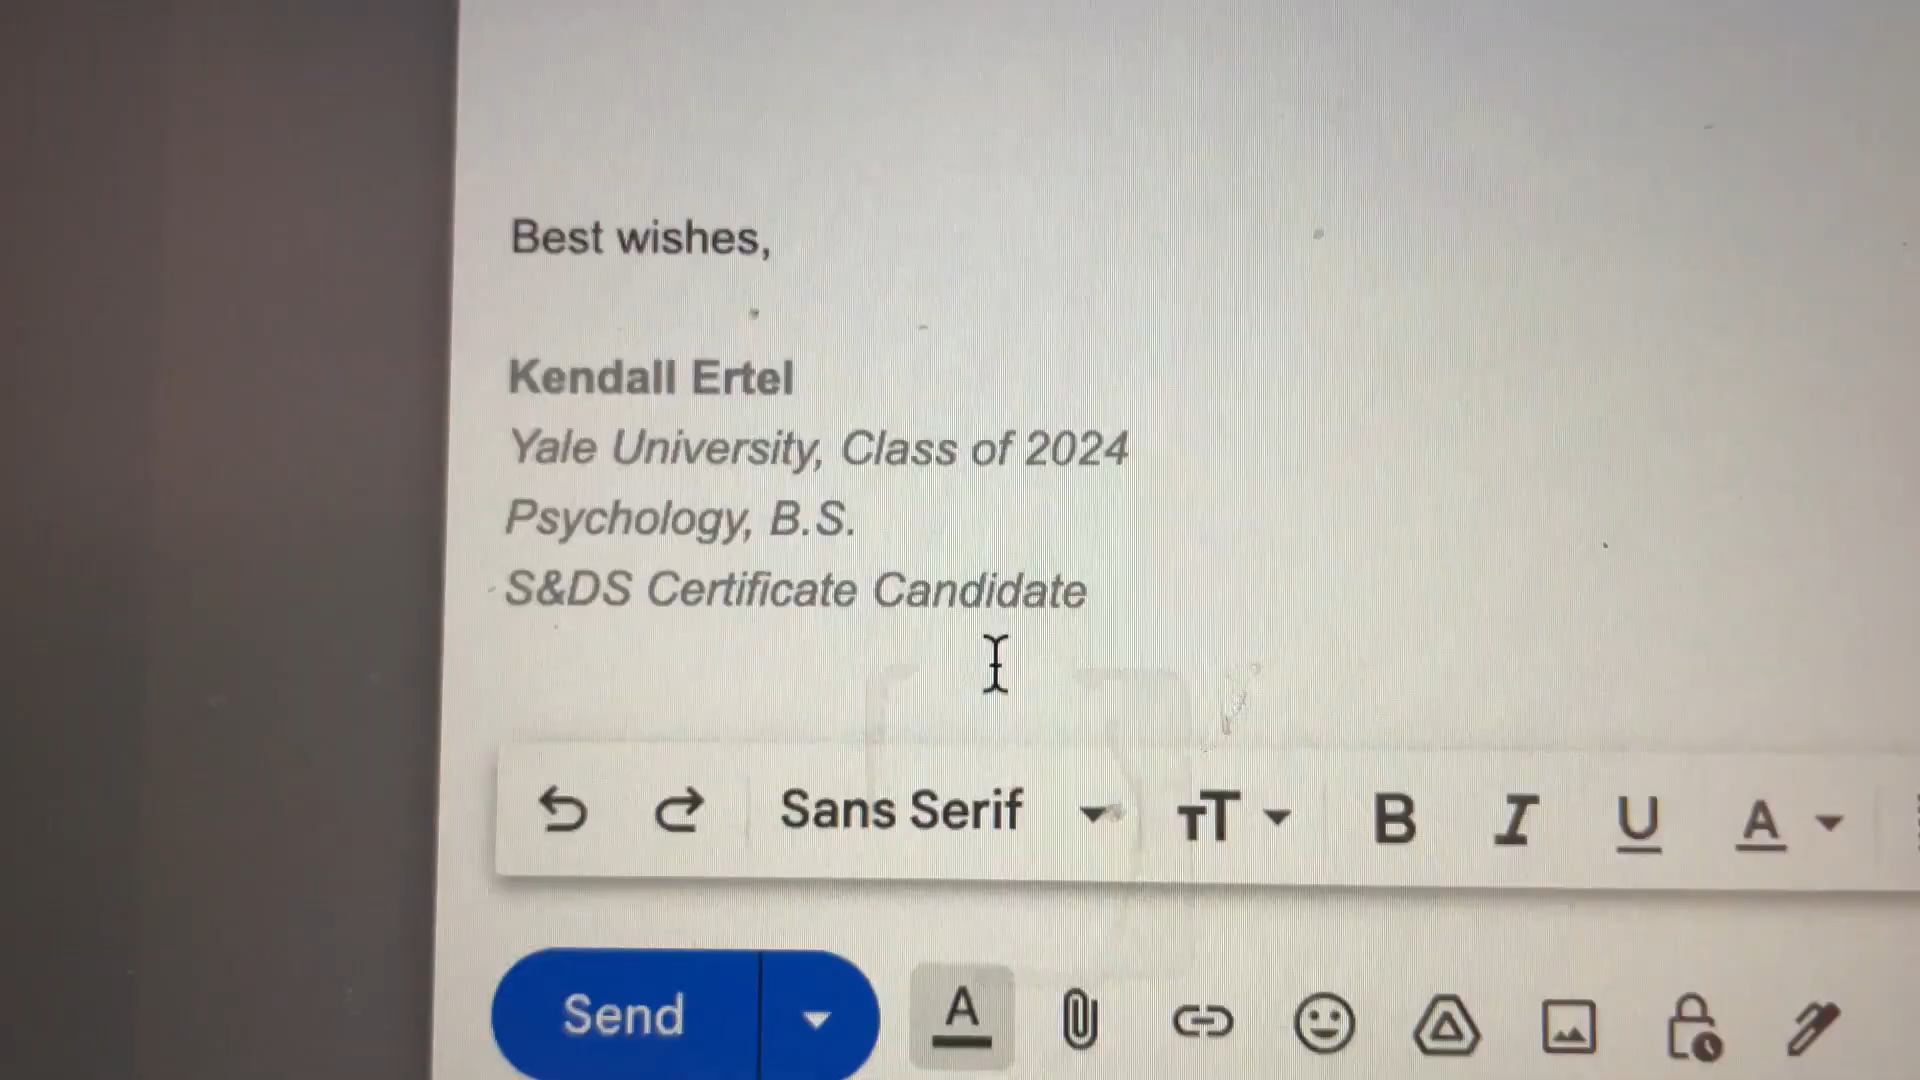 Best wishes,
Kendall Ertel
Yale University, Class of 2024
Psychology, B.S.
S&DS Certificate Candidate
Sans Serif
B I U A
Send